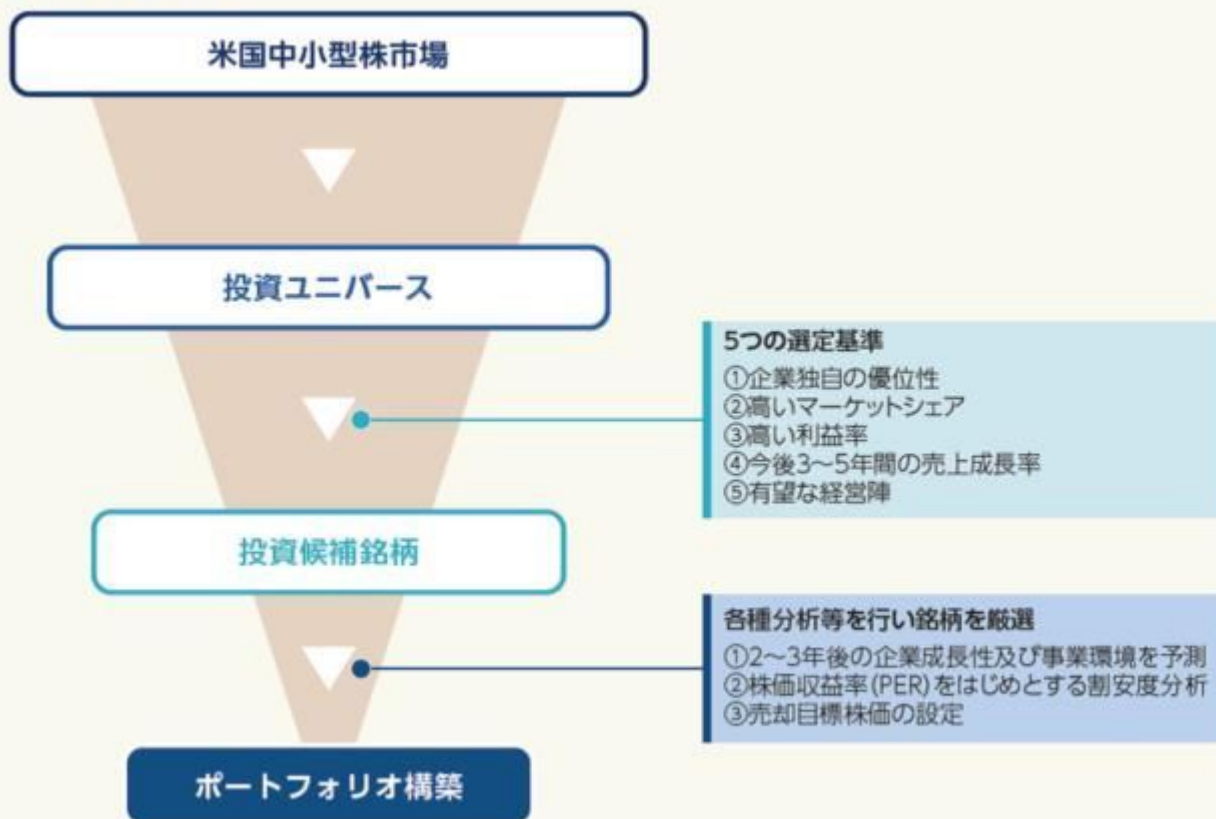 米国中小型株市場
投資ユニバース
5つの選定基準
①企業独自の優位性
②高いマーケットシェア
③高い利益率
④今後3～5年間の売上成長率
⑤有望な経営陣
投資候補銘柄
各種分析等を行い銘柄を厳選
①2～3年後の企業成長性及び事業環境を予測
②株価収益率(PER)をはじめとする割安度分析
③売却目標株価の設定
ポートフォリオ構築